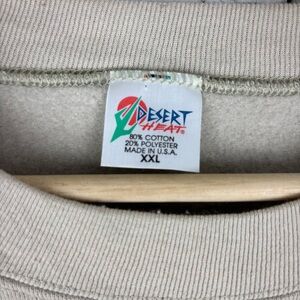 DESERT
HEAT®
80% COTTON
20% POLYESTER
MADE IN U.S.A.
XXL